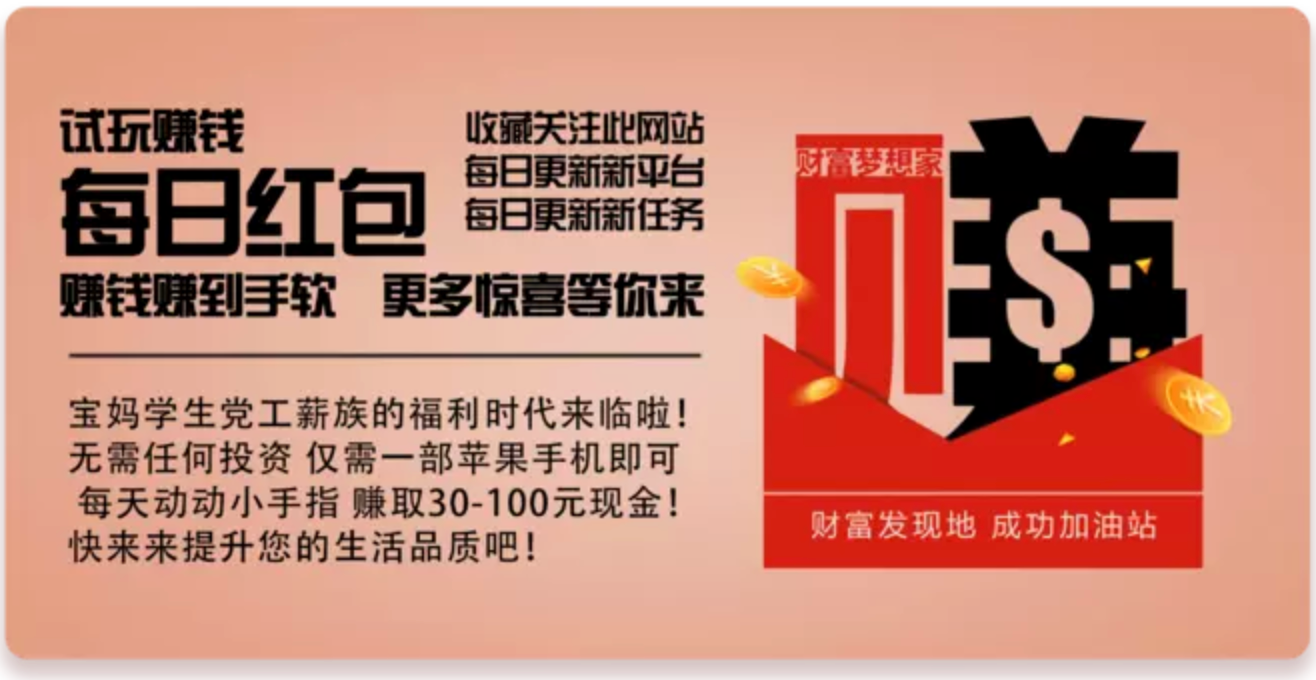 试玩赚钱
每日红包
收藏关注此网站
每日更新新平台
每日更新新任务
赚钱赚到手软 更多惊喜等你来
宝妈学生党工薪族的福利时代来临啦！
无需任何投资 仅需一部苹果手机即可
每天动动小手指 赚取30-100元现金！
快来来提升您的生活品质吧！
财富梦想家
赚
$
财富发现地 成功加油站